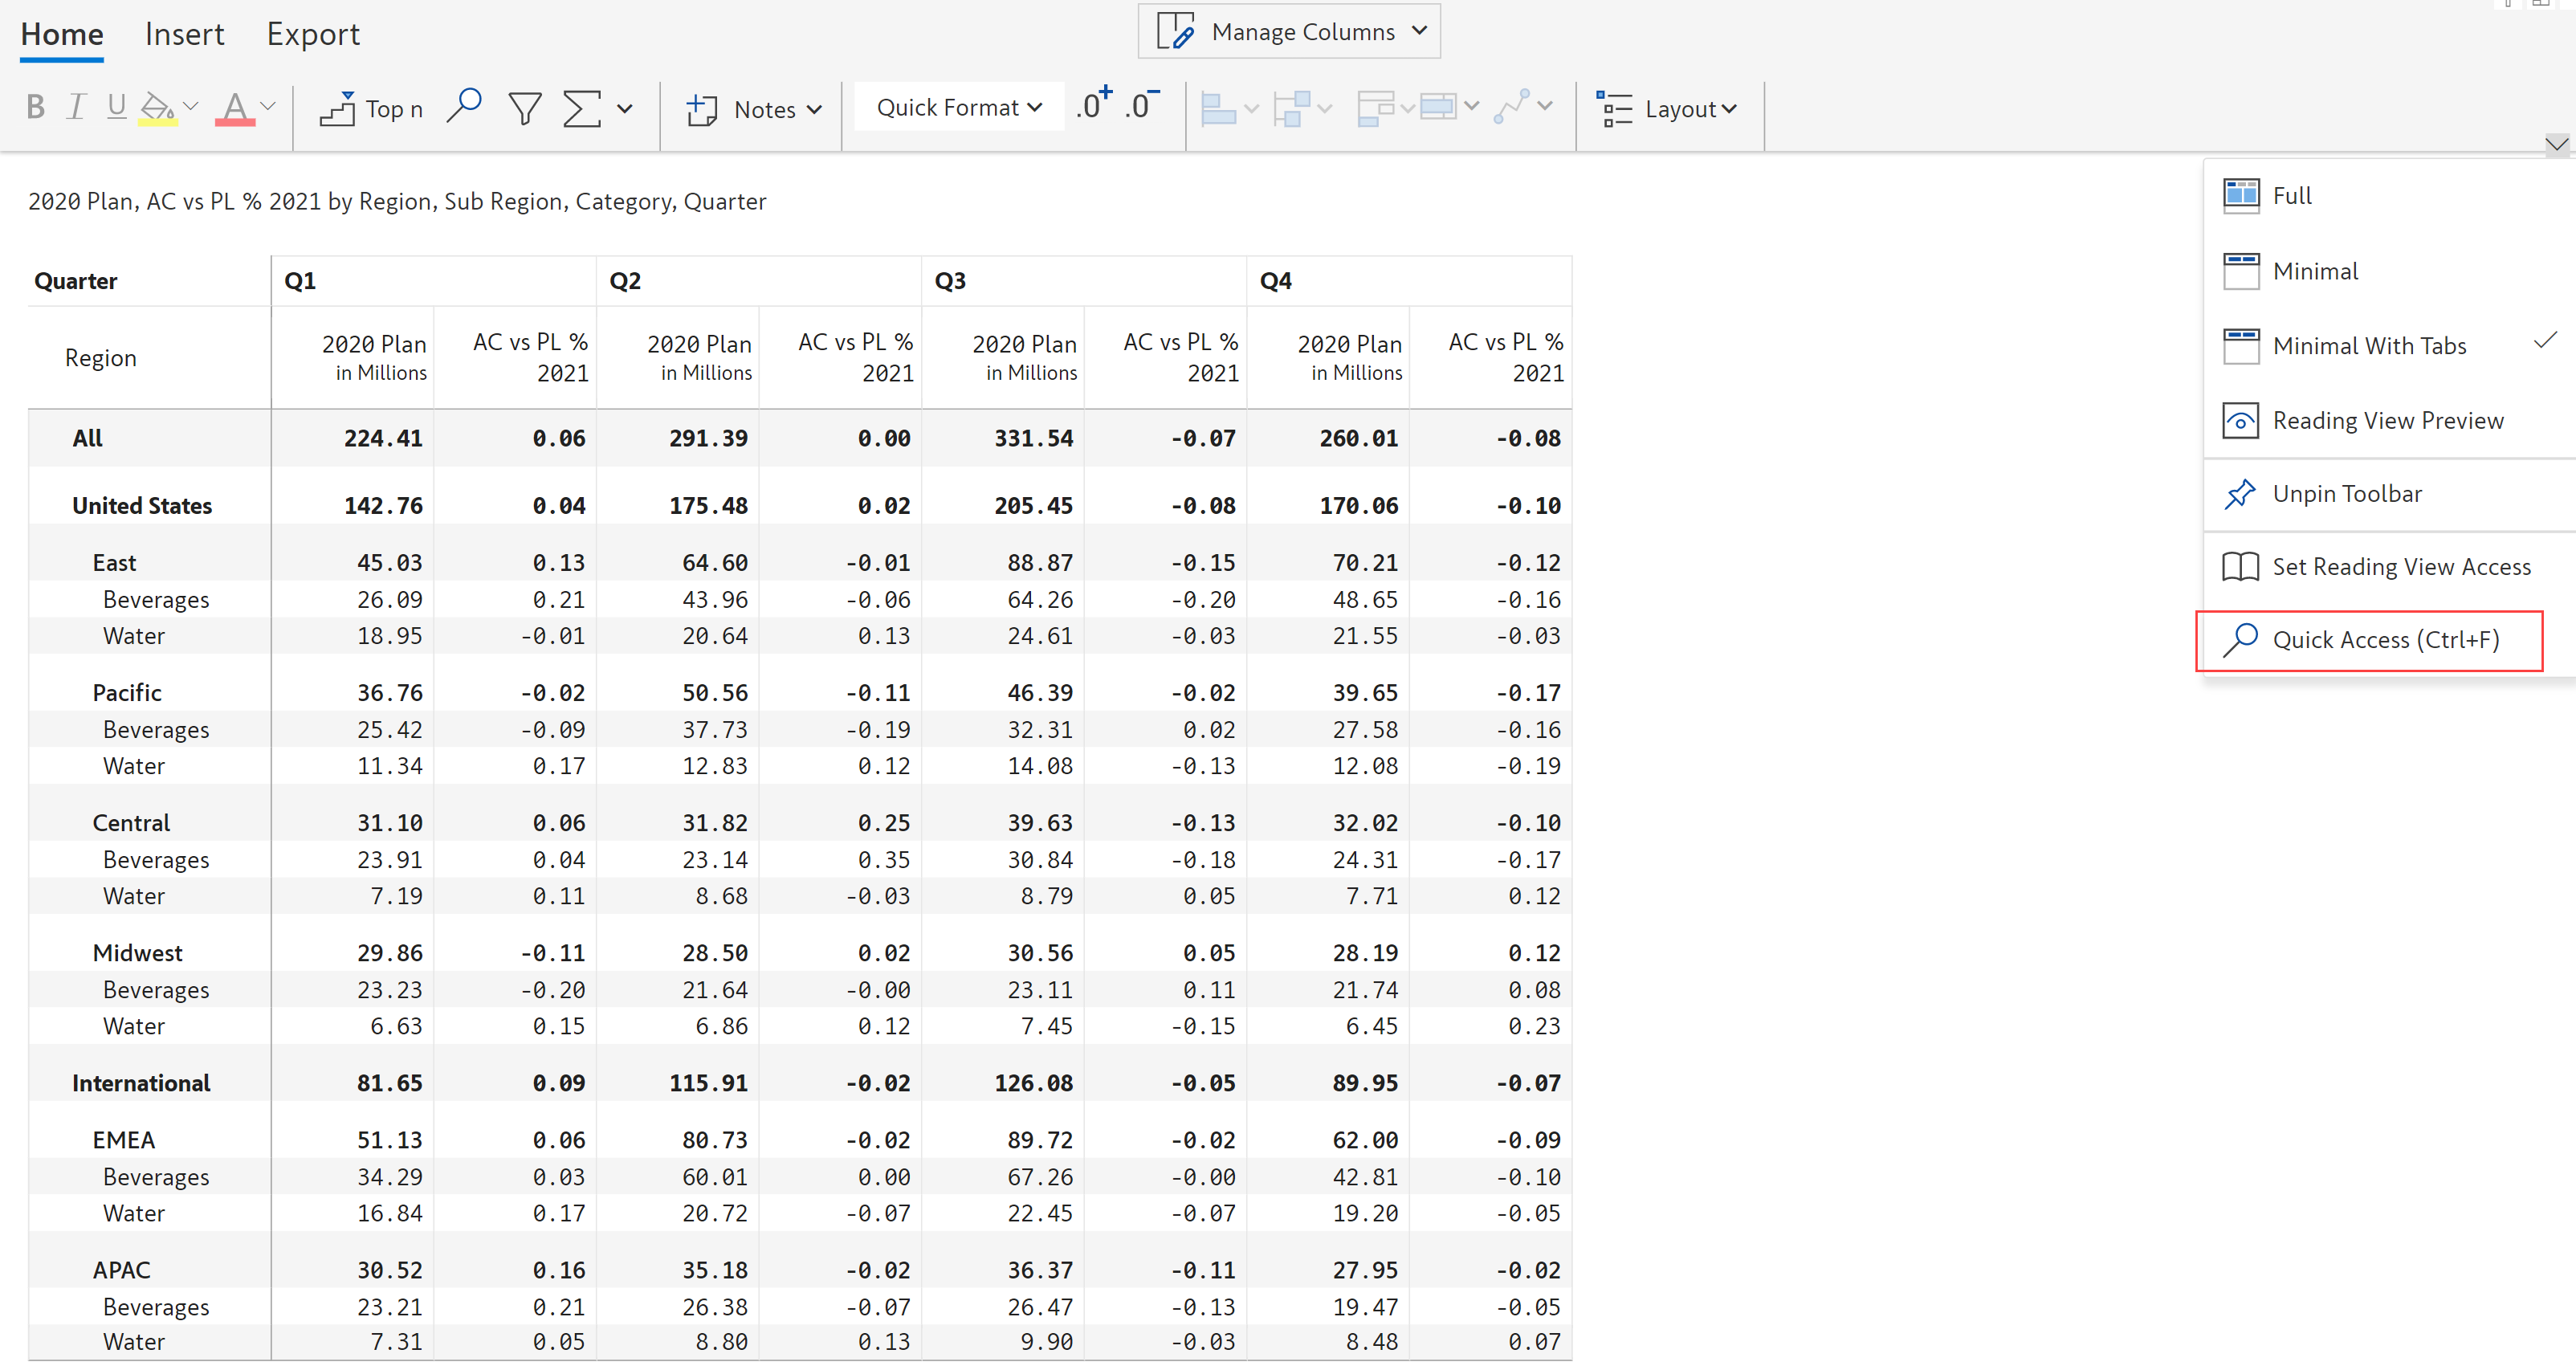 Home Insert Export Manage Columns
B I U A Top n Notes Quick Format .0+ .0- Layout
2020 Plan, AC vs PL % 2021 by Region, Sub Region, Category, Quarter
Quarter Q1 Q2 Q3 Q4
Region 2020 Plan in Millions AC vs PL % 2021 2020 Plan in Millions AC vs PL % 2021 2020 Plan in Millions AC vs PL % 2021 2020 Plan in Millions AC vs PL % 2021
All 224.41 0.06 291.39 0.00 331.54 -0.07 260.01 -0.08
United States 142.76 0.04 175.48 0.02 205.45 -0.08 170.06 -0.10
East 45.03 0.13 64.60 -0.01 88.87 -0.15 70.21 -0.12
Beverages 26.09 0.21 43.96 -0.06 64.26 -0.20 48.65 -0.16
Water 18.95 -0.01 20.64 0.13 24.61 -0.03 21.55 -0.03
Pacific 36.76 -0.02 50.56 -0.11 46.39 -0.02 39.65 -0.17
Beverages 25.42 -0.09 37.73 -0.19 32.31 0.02 27.58 -0.16
Water 11.34 0.17 12.83 0.12 14.08 -0.13 12.08 -0.19
Central 31.10 0.06 31.82 0.25 39.63 -0.13 32.02 -0.10
Beverages 23.91 0.04 23.14 0.35 30.84 -0.18 24.31 -0.17
Water 7.19 0.11 8.68 -0.03 8.79 0.05 7.71 0.12
Midwest 29.86 -0.11 28.50 0.02 30.56 0.05 28.19 0.12
Beverages 23.23 -0.20 21.64 -0.00 23.11 0.11 21.74 0.08
Water 6.63 0.15 6.86 0.12 7.45 -0.15 6.45 0.23
International 81.65 0.09 115.91 -0.02 126.08 -0.05 89.95 -0.07
EMEA 51.13 0.06 80.73 -0.02 89.72 -0.02 62.00 -0.09
Beverages 34.29 0.03 60.01 0.00 67.26 -0.00 42.81 -0.10
Water 16.84 0.17 20.72 -0.07 22.45 -0.07 19.20 -0.05
APAC 30.52 0.16 35.18 -0.02 36.37 -0.11 27.95 -0.02
Beverages 23.21 0.21 26.38 -0.07 26.47 -0.13 19.47 -0.05
Water 7.31 0.05 8.80 0.13 9.90 -0.03 8.48 0.07
Full
Minimal
Minimal With Tabs
Reading View Preview
Unpin Toolbar
Set Reading View Access
Quick Access (Ctrl+F)